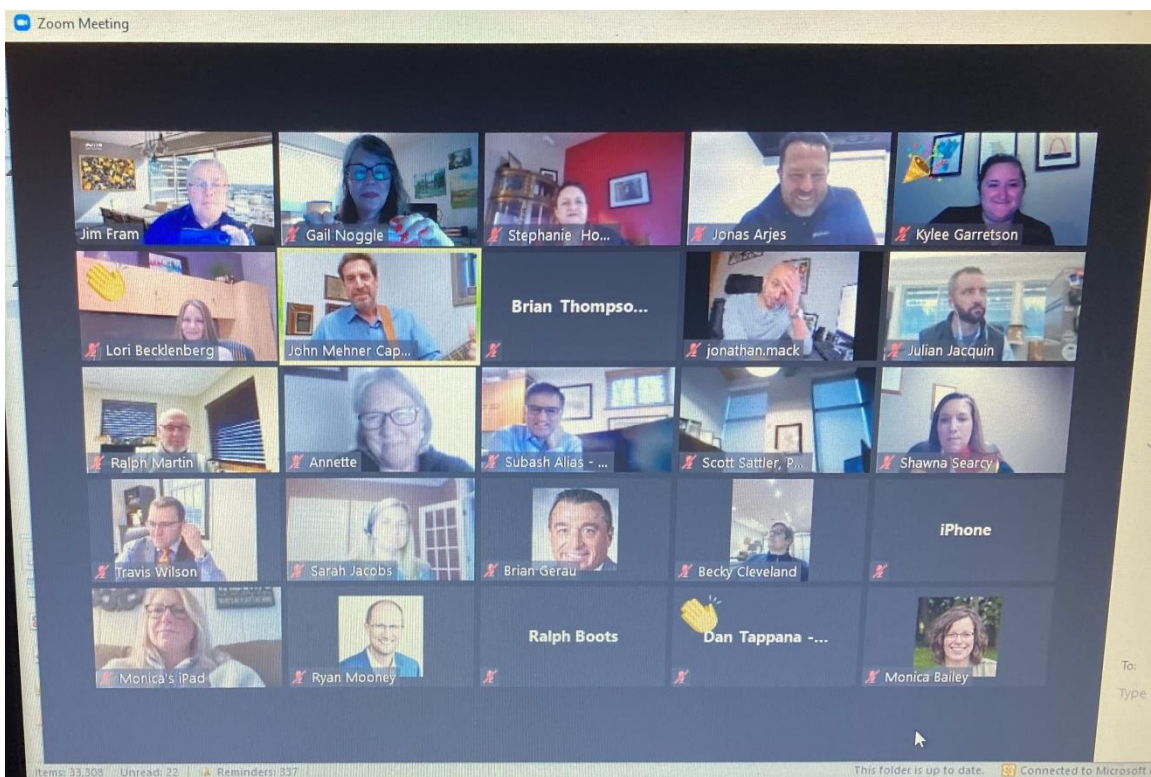 Zoom Meeting
Jim Fram
Gail Noggle
Stephanie Ho...
Jonas Arjes
Kylee Garretson
Lori Becklenberg
John Mehner Cap...
Brian Thompso...
jonathan.mack
Julian Jacquin
Ralph Martin
Annette
Subash Alias - ...
Scott Sattler, P...
Shawna Searcy
Travis Wilson
Sarah Jacobs
Brian Gerau
Becky Cleveland
iPhone
Monica's iPad
Ryan Mooney
Ralph Boots
Dan Tappana -...
Monica Bailey
To:
Type
Items: 33,308 Unread: 22 Reminders: 337 This folder is up to date. Connected to Microsoft